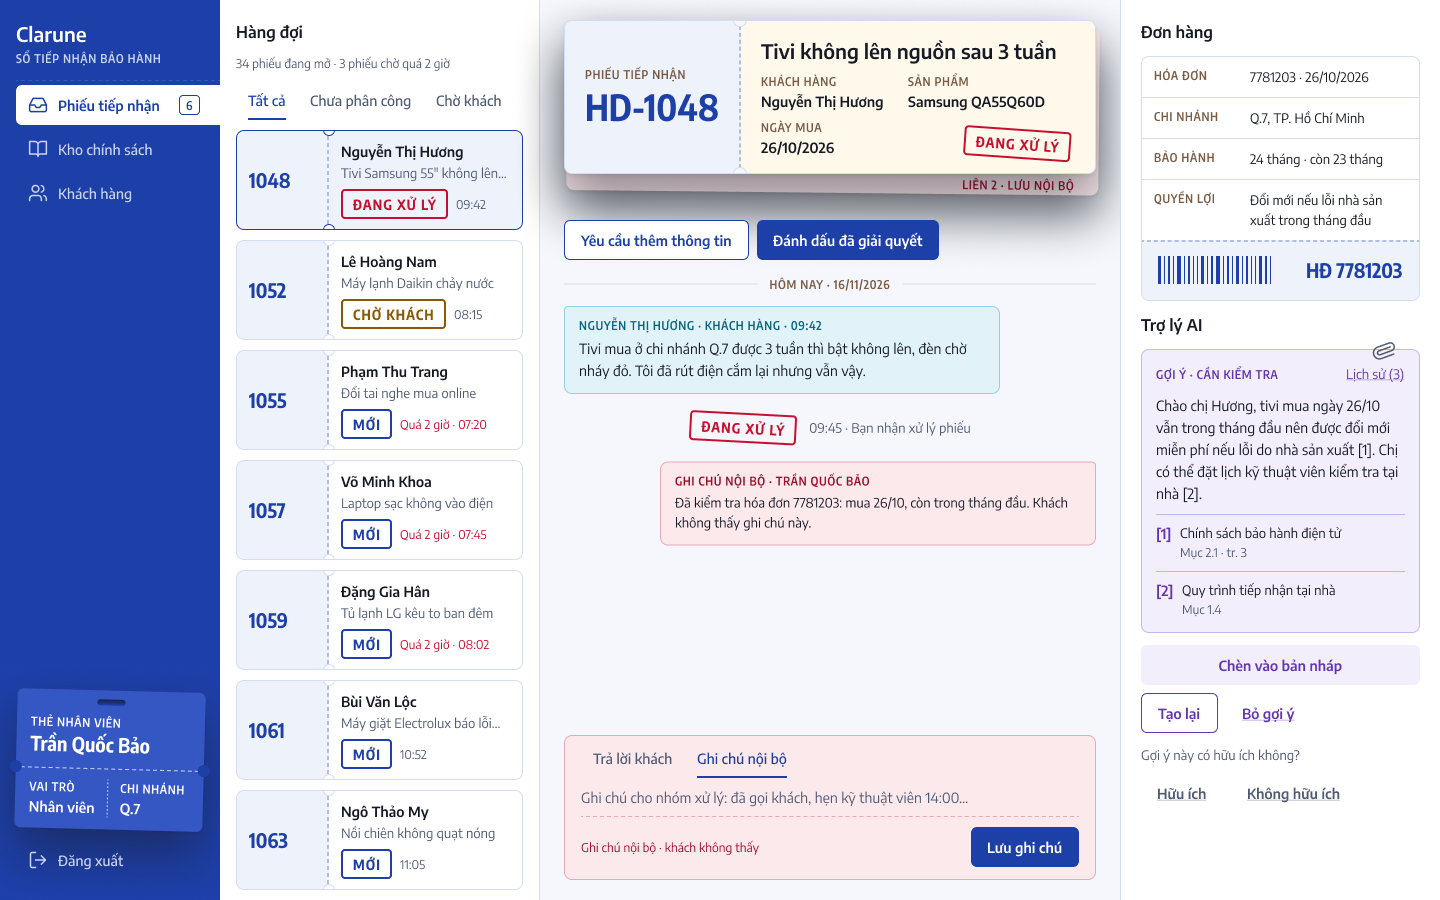 Clarune
SỔ TIẾP NHẬN BẢO HÀNH
Phiếu tiếp nhận 6
Kho chính sách
Khách hàng
THẺ NHÂN VIÊN
Trần Quốc Bảo
VAI TRÒ
Nhân viên
CHI NHÁNH
Q.7
Đăng xuất
Hàng đợi
34 phiếu đang mở · 3 phiếu chờ quá 2 giờ
Tất cả Chưa phân công Chờ khách
1048
Nguyễn Thị Hương
Tivi Samsung 55" không lên...
ĐANG XỬ LÝ 09:42
1052
Lê Hoàng Nam
Máy lạnh Daikin chảy nước
CHỜ KHÁCH 08:15
1055
Phạm Thu Trang
Đổi tai nghe mua online
MỚI Quá 2 giờ · 07:20
1057
Võ Minh Khoa
Laptop sạc không vào điện
MỚI Quá 2 giờ · 07:45
1059
Đặng Gia Hân
Tủ lạnh LG kêu to ban đêm
MỚI Quá 2 giờ · 08:02
1061
Bùi Văn Lộc
Máy giặt Electrolux báo lỗi...
MỚI 10:52
1063
Ngô Thảo My
Nồi chiên không quạt nóng
MỚI 11:05
PHIẾU TIẾP NHẬN
HD-1048
Tivi không lên nguồn sau 3 tuần
KHÁCH HÀNG
Nguyễn Thị Hương
SẢN PHẨM
Samsung QA55Q60D
NGÀY MUA
26/10/2026
ĐANG XỬ LÝ
LIÊN 2 · LƯU NỘI BỘ
Yêu cầu thêm thông tin
Đánh dấu đã giải quyết
HÔM NAY · 16/11/2026
NGUYỄN THỊ HƯƠNG · KHÁCH HÀNG · 09:42
Tivi mua ở chi nhánh Q.7 được 3 tuần thì bật không lên, đèn chờ
nháy đỏ. Tôi đã rút điện cắm lại nhưng vẫn vậy.
ĐANG XỬ LÝ 09:45 · Bạn nhận xử lý phiếu
GHI CHÚ NỘI BỘ · TRẦN QUỐC BẢO
Đã kiểm tra hóa đơn 7781203: mua 26/10, còn trong tháng đầu. Khách
không thấy ghi chú này.
Trả lời khách Ghi chú nội bộ
Ghi chú cho nhóm xử lý: đã gọi khách, hẹn kỹ thuật viên 14:00...
Ghi chú nội bộ · khách không thấy
Lưu ghi chú
Đơn hàng
HÓA ĐƠN 7781203 · 26/10/2026
CHI NHÁNH Q.7, TP. Hồ Chí Minh
BẢO HÀNH 24 tháng · còn 23 tháng
QUYỀN LỢI Đổi mới nếu lỗi nhà sản
xuất trong tháng đầu
HĐ 7781203
Trợ lý AI
GỢI Ý · CẦN KIỂM TRA Lịch sử (3)
Chào chị Hương, tivi mua ngày 26/10
vẫn trong tháng đầu nên được đổi mới
miễn phí nếu lỗi do nhà sản xuất [1]. Chị
có thể đặt lịch kỹ thuật viên kiểm tra tại
nhà [2].
[1] Chính sách bảo hành điện tử
Mục 2.1 · tr. 3
[2] Quy trình tiếp nhận tại nhà
Mục 1.4
Chèn vào bản nháp
Tạo lại Bỏ gợi ý
Gợi ý này có hữu ích không?
Hữu ích Không hữu ích